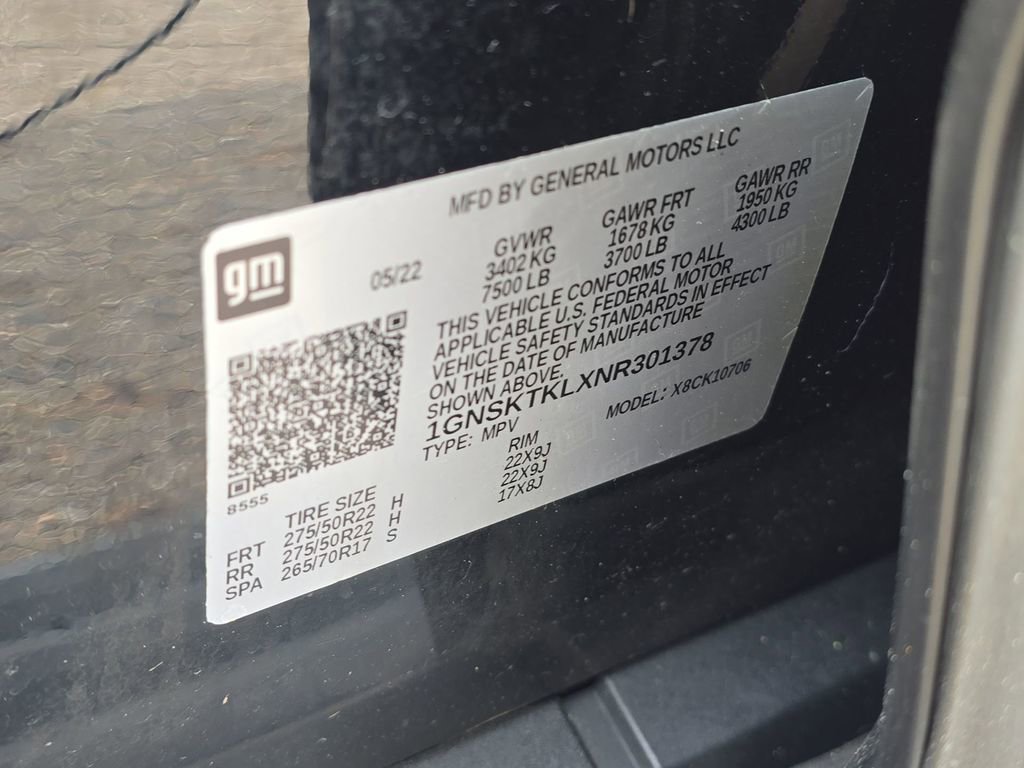 MFD BY GENERAL MOTORS LLC
gm
05/22
GVWR
3402 KG
7500 LB
GAWR FRT
1678 KG
3700 LB
GAWR RR
1950 KG
4300 LB
THIS VEHICLE CONFORMS TO ALL
APPLICABLE U.S. FEDERAL MOTOR
VEHICLE SAFETY STANDARDS IN EFFECT
ON THE DATE OF MANUFACTURE
SHOWN ABOVE.
1GNSKTKLXNR301378
TYPE: MPV MODEL: X8CK10706
8555
TIRE SIZE RIM
FRT 275/50R22 H 22X9J
RR 275/50R22 H 22X9J
SPA 265/70R17 S 17X8J